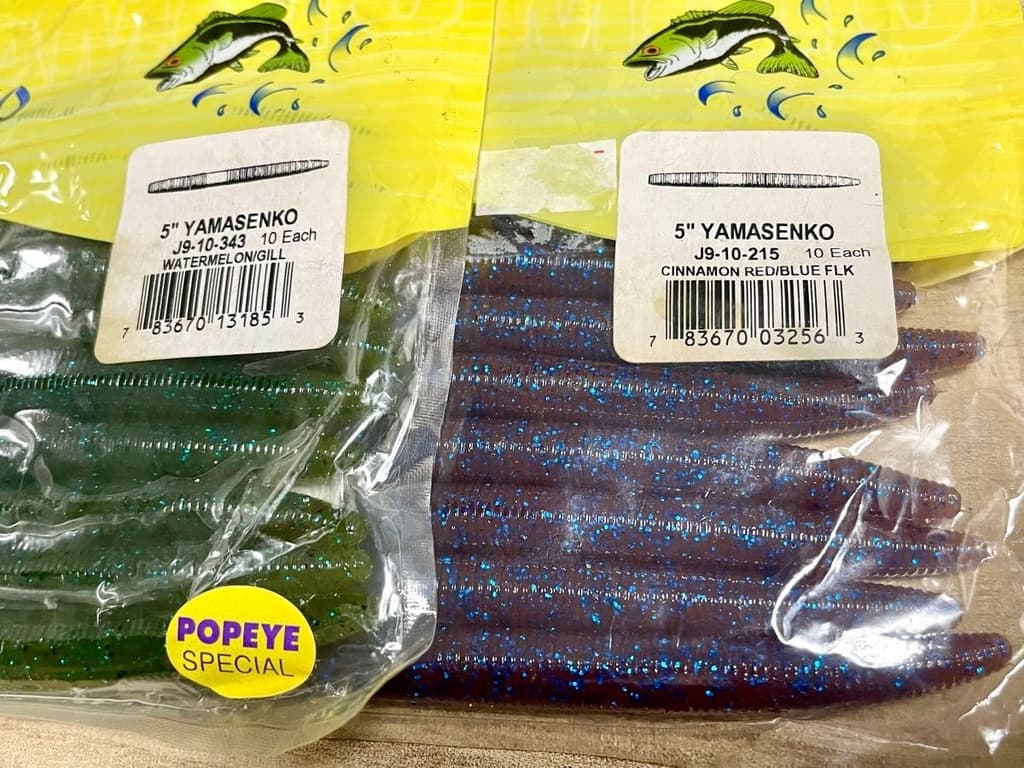 5" YAMASENKO
J9-10-343 10 Each
WATERMELON/GILL
7 83670 13185 3
POPEYE
SPECIAL
5" YAMASENKO
J9-10-215 10 Each
CINNAMON RED/BLUE FLK
7 83670 03256 3